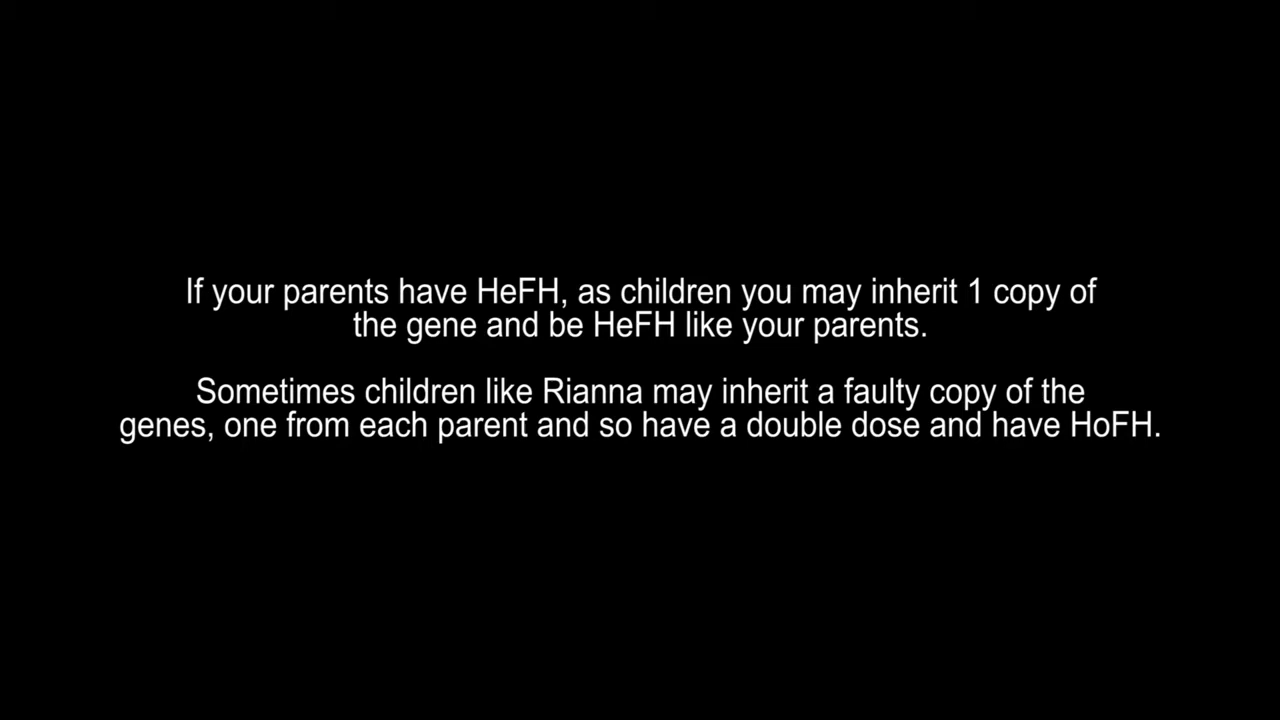 If your parents have HeFH, as children you may inherit 1 copy of
the gene and be HeFH like your parents.
Sometimes children like Rianna may inherit a faulty copy of the
genes, one from each parent and so have a double dose and have HoFH.